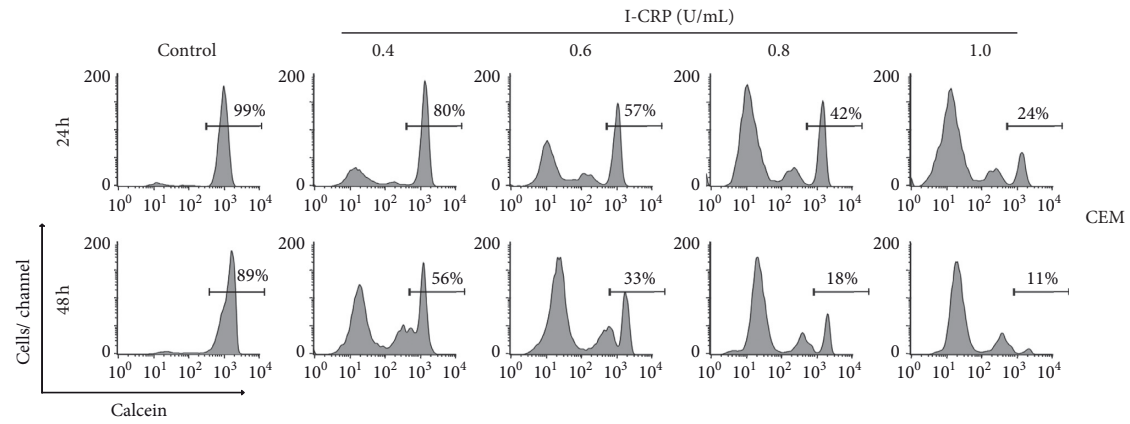 I-CRP (U/mL)
Control 0.4 0.6 0.8 1.0
24 h
200 200 200 200 200
99% 80% 57% 42% 24%
0 0 0 0 0
10⁰ 10¹ 10² 10³ 10⁴ 10⁰ 10¹ 10² 10³ 10⁴ 10⁰ 10¹ 10² 10³ 10⁴ 10⁰ 10¹ 10² 10³ 10⁴ 10⁰ 10¹ 10² 10³ 10⁴
CEM
48 h
200 200 200 200 200
89% 56% 33% 18% 11%
0 0 0 0 0
10⁰ 10¹ 10² 10³ 10⁴ 10⁰ 10¹ 10² 10³ 10⁴ 10⁰ 10¹ 10² 10³ 10⁴ 10⁰ 10¹ 10² 10³ 10⁴ 10⁰ 10¹ 10² 10³ 10⁴
Cells/ channel
Calcein